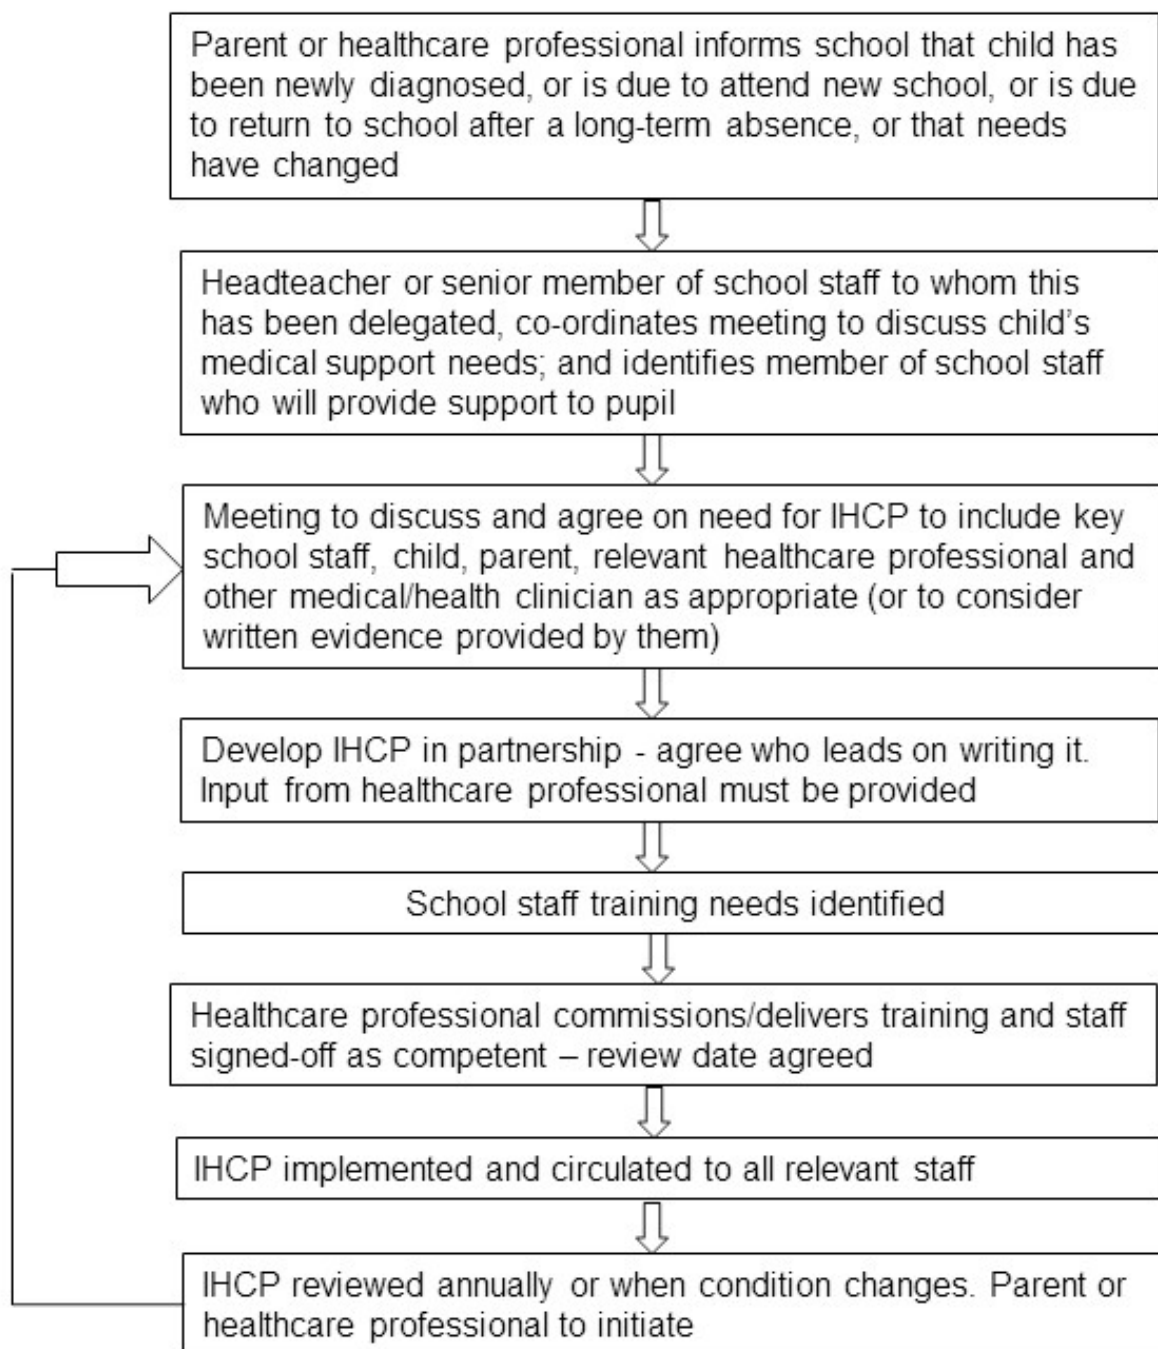 Parent or healthcare professional informs school that child has
been newly diagnosed, or is due to attend new school, or is due
to return to school after a long-term absence, or that needs
have changed
Headteacher or senior member of school staff to whom this
has been delegated, co-ordinates meeting to discuss child’s
medical support needs; and identifies member of school staff
who will provide support to pupil
Meeting to discuss and agree on need for IHCP to include key
school staff, child, parent, relevant healthcare professional and
other medical/health clinician as appropriate (or to consider
written evidence provided by them)
Develop IHCP in partnership - agree who leads on writing it.
Input from healthcare professional must be provided
School staff training needs identified
Healthcare professional commissions/delivers training and staff
signed-off as competent – review date agreed
IHCP implemented and circulated to all relevant staff
IHCP reviewed annually or when condition changes. Parent or
healthcare professional to initiate